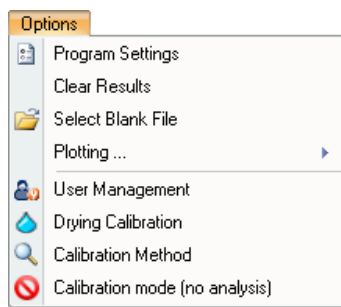 Options
Program Settings
Clear Results
Select Blank File
Plotting ...
User Management
Drying Calibration
Calibration Method
Calibration mode (no analysis)